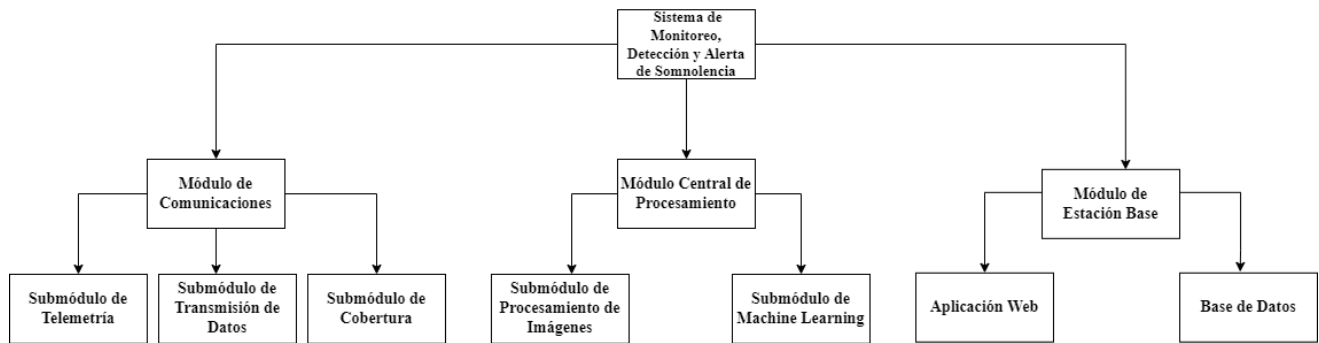 Sistema de
Monitoreo,
Detección y Alerta
de Somnolencia
Módulo de
Comunicaciones
Módulo Central de
Procesamiento
Módulo de
Estación Base
Submódulo de
Telemetría
Submódulo de
Transmisión de
Datos
Submódulo de
Cobertura
Submódulo de
Procesamiento de
Imágenes
Submódulo de
Machine Learning
Aplicación Web
Base de Datos